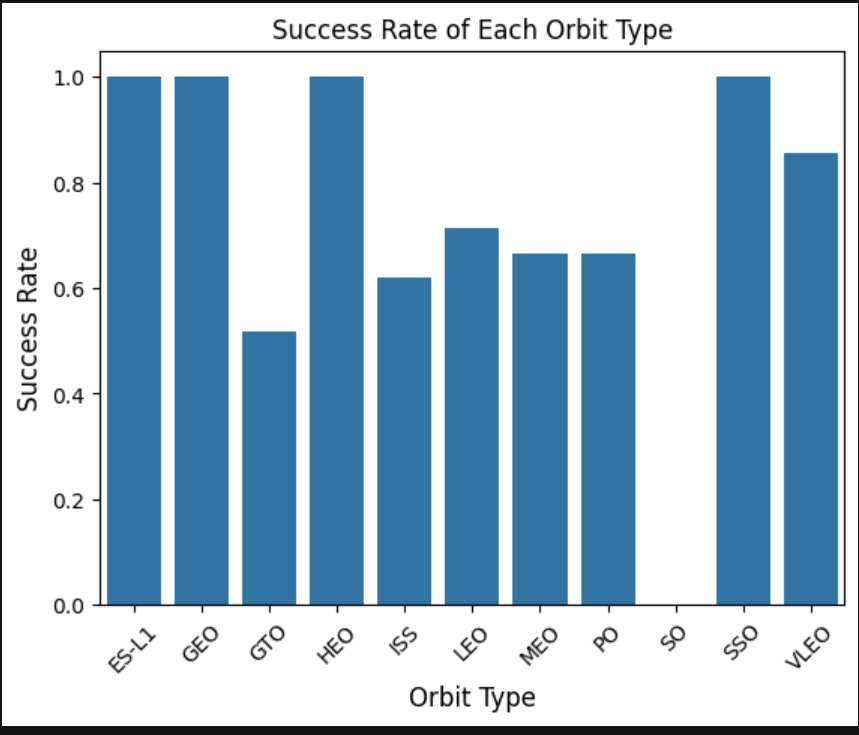 Success Rate of Each Orbit Type
Success Rate
1.0
0.8
0.6
0.4
0.2
0.0
ES-L1
GEO
GTO
HEO
ISS
LEO
MEO
PO
SO
SSO
VLEO
Orbit Type